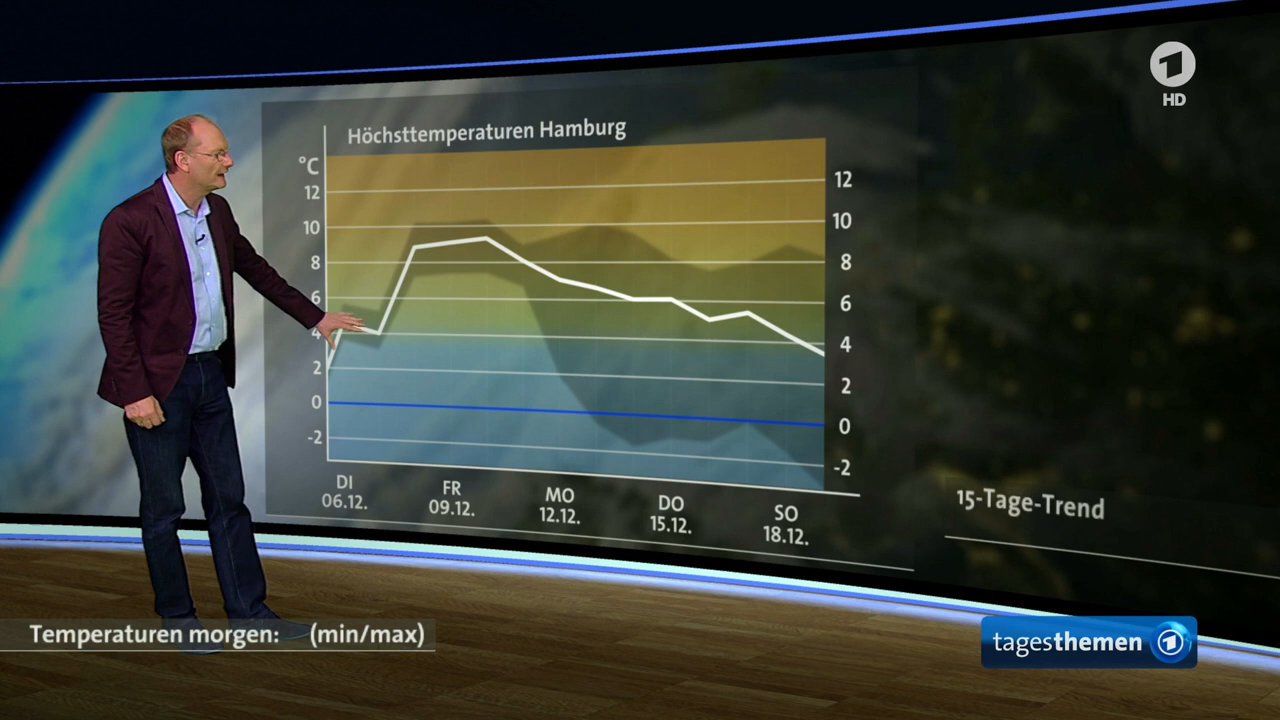 1
HD
Höchsttemperaturen Hamburg
°C
12
10
8
6
4
2
0
-2
12
10
8
6
4
2
0
-2
DI
06.12.
FR
09.12.
MO
12.12.
DO
15.12.
SO
18.12.
15-Tage-Trend
Temperaturen morgen: (min/max)
tagesthemen 1